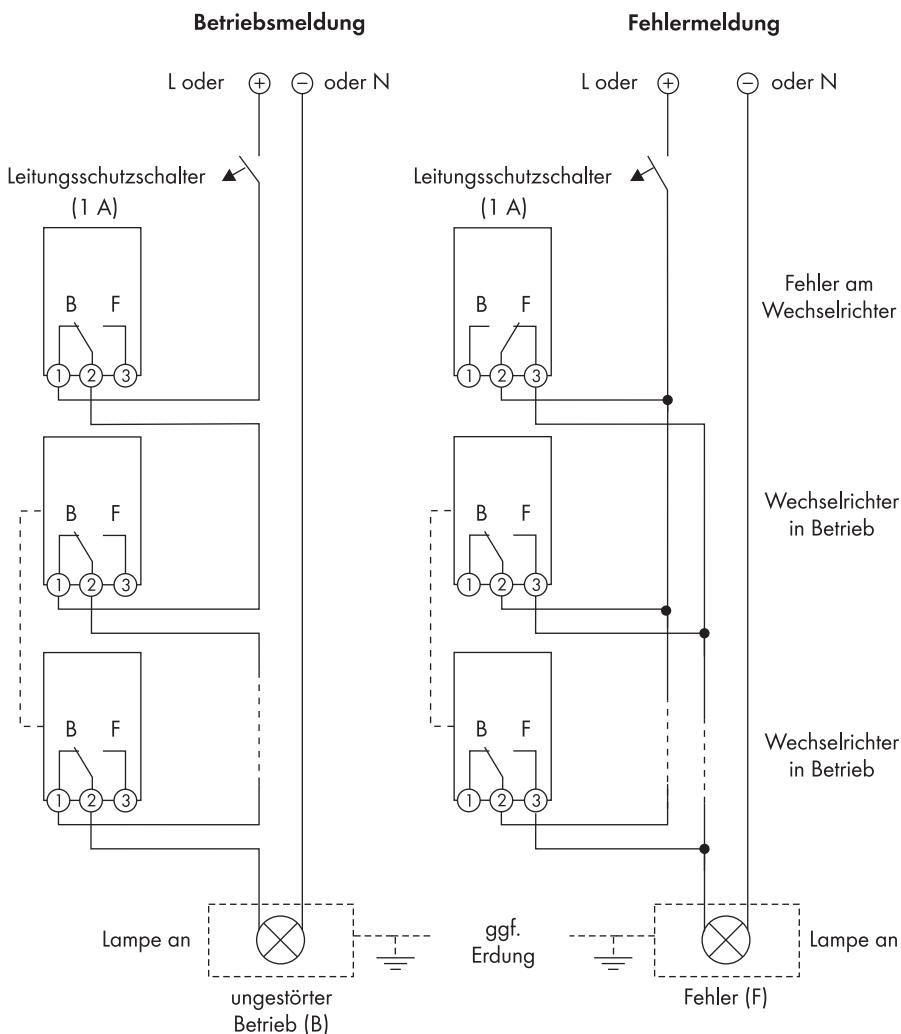 Betriebsmeldung
Fehlermeldung
L oder + − oder N
L oder + − oder N
Leitungsschutzschalter
(1 A)
Leitungsschutzschalter
(1 A)
B F
1 2 3
B F
1 2 3
Fehler am
Wechselrichter
B F
1 2 3
B F
1 2 3
Wechselrichter
in Betrieb
B F
1 2 3
B F
1 2 3
Wechselrichter
in Betrieb
Lampe an
ggf.
Erdung
Lampe an
ungestörter
Betrieb (B)
Fehler (F)